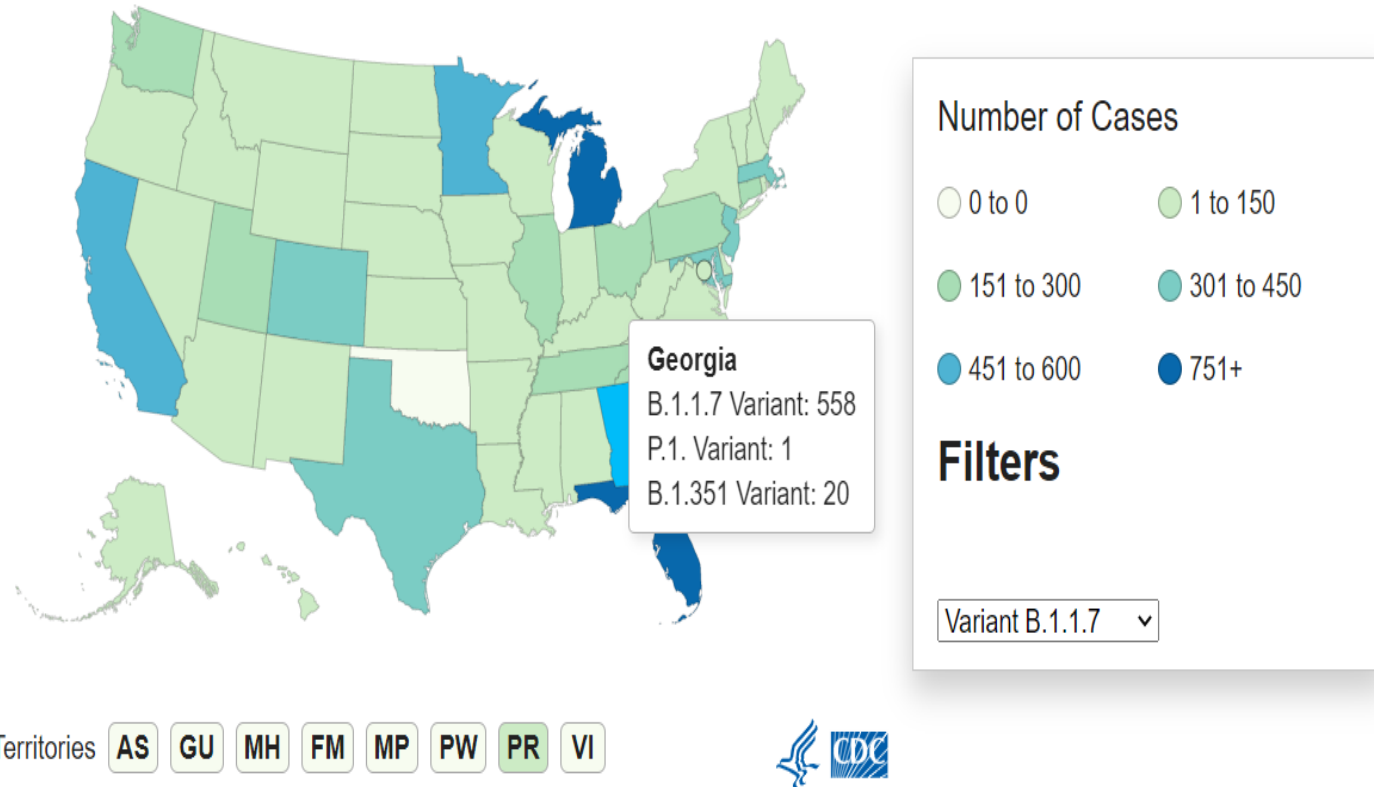 Number of Cases
0 to 0
1 to 150
151 to 300
301 to 450
451 to 600
751+
Georgia
B.1.1.7 Variant: 558
P.1. Variant: 1
B.1.351 Variant: 20
Filters
Variant B.1.1.7
Territories AS GU MH FM MP PW PR VI
CDC